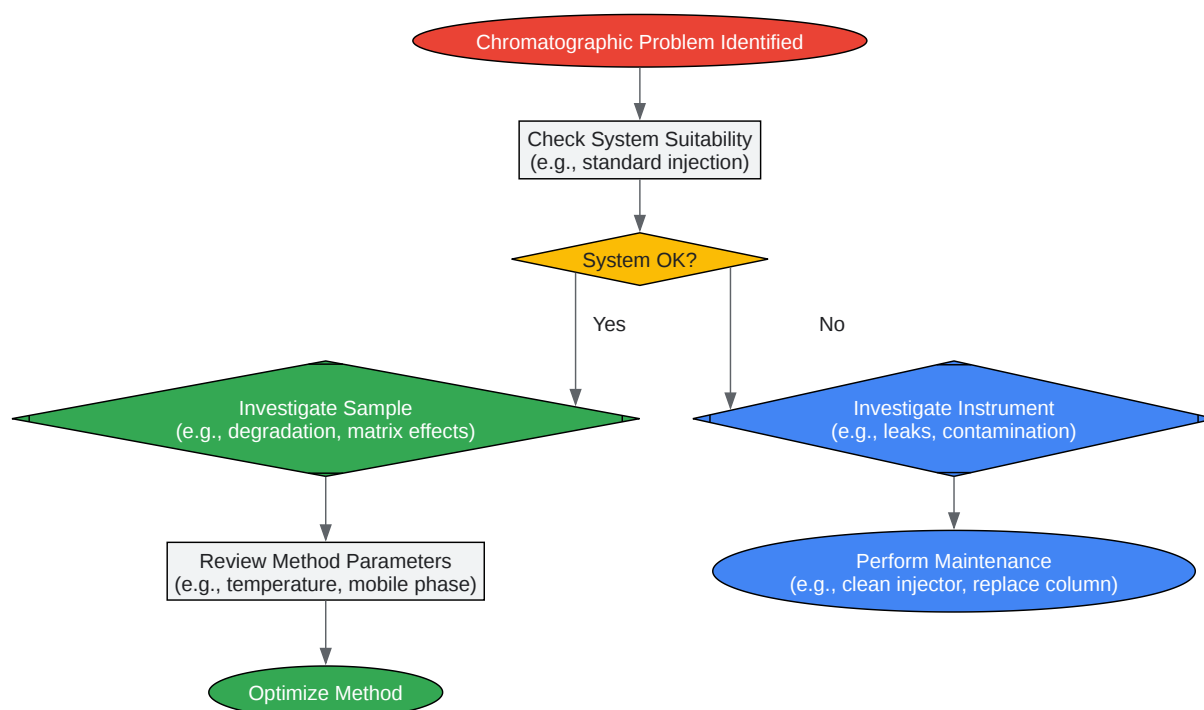 Chromatographic Problem Identified
Check System Suitability
(e.g., standard injection)
System OK?
Yes
No
Investigate Sample
(e.g., degradation, matrix effects)
Investigate Instrument
(e.g., leaks, contamination)
Review Method Parameters
(e.g., temperature, mobile phase)
Perform Maintenance
(e.g., clean injector, replace column)
Optimize Method